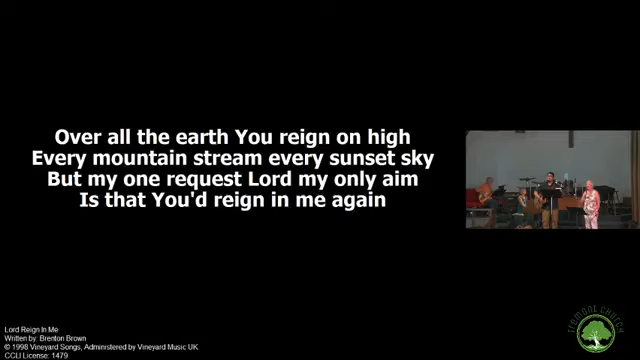 Over all the earth You reign on high
Every mountain stream every sunset sky
But my one request Lord my only aim
Is that You'd reign in me again
Lord Reign In Me
Written by: Brenton Brown
© 1998 Vineyard Songs, Administered by Vineyard Music UK
CCLI License: 1479
Tremont Church